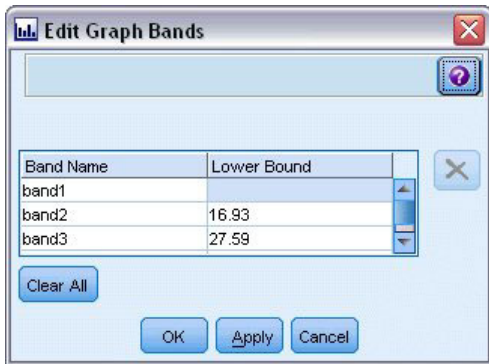 Edit Graph Bands
?
Band Name Lower Bound
band1
band2 16.93
band3 27.59
Clear All
OK Apply Cancel